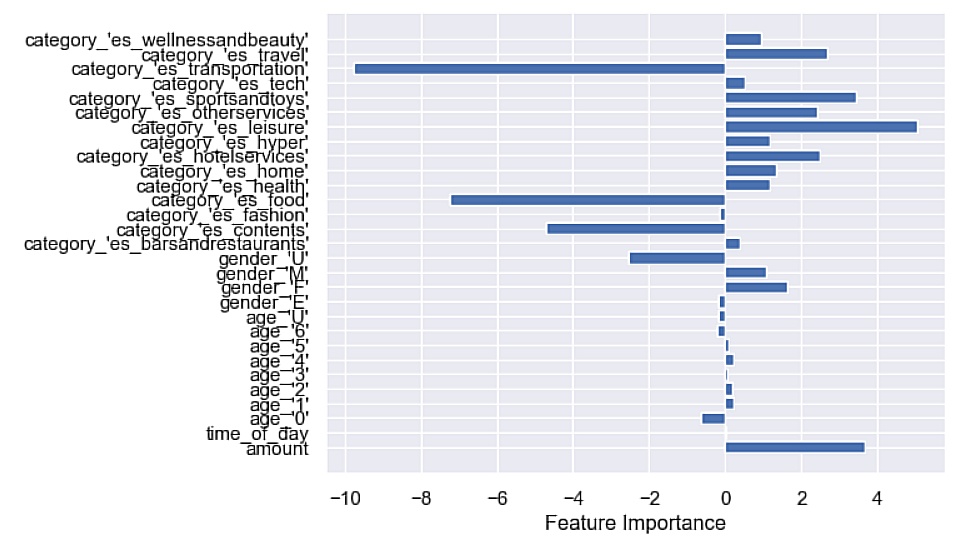 category_'es_wellnessandbeauty'
category_'es_travel'
category_'es_transportation'
category_'es_tech'
category_'es_sportsandtoys'
category_'es_otherservices'
category_'es_leisure'
category_'es_hyper'
category_'es_hotelservices'
category_'es_home'
category_'es_health'
category_'es_food'
category_'es_fashion'
category_'es_contents'
category_'es_barsandrestaurants'
gender_'U'
gender_'M'
gender_'F'
gender_'E'
age_'U'
age_'6'
age_'5'
age_'4'
age_'3'
age_'2'
age_'1'
age_'0'
time_of_day
amount
−10 −8 −6 −4 −2 0 2 4
Feature Importance